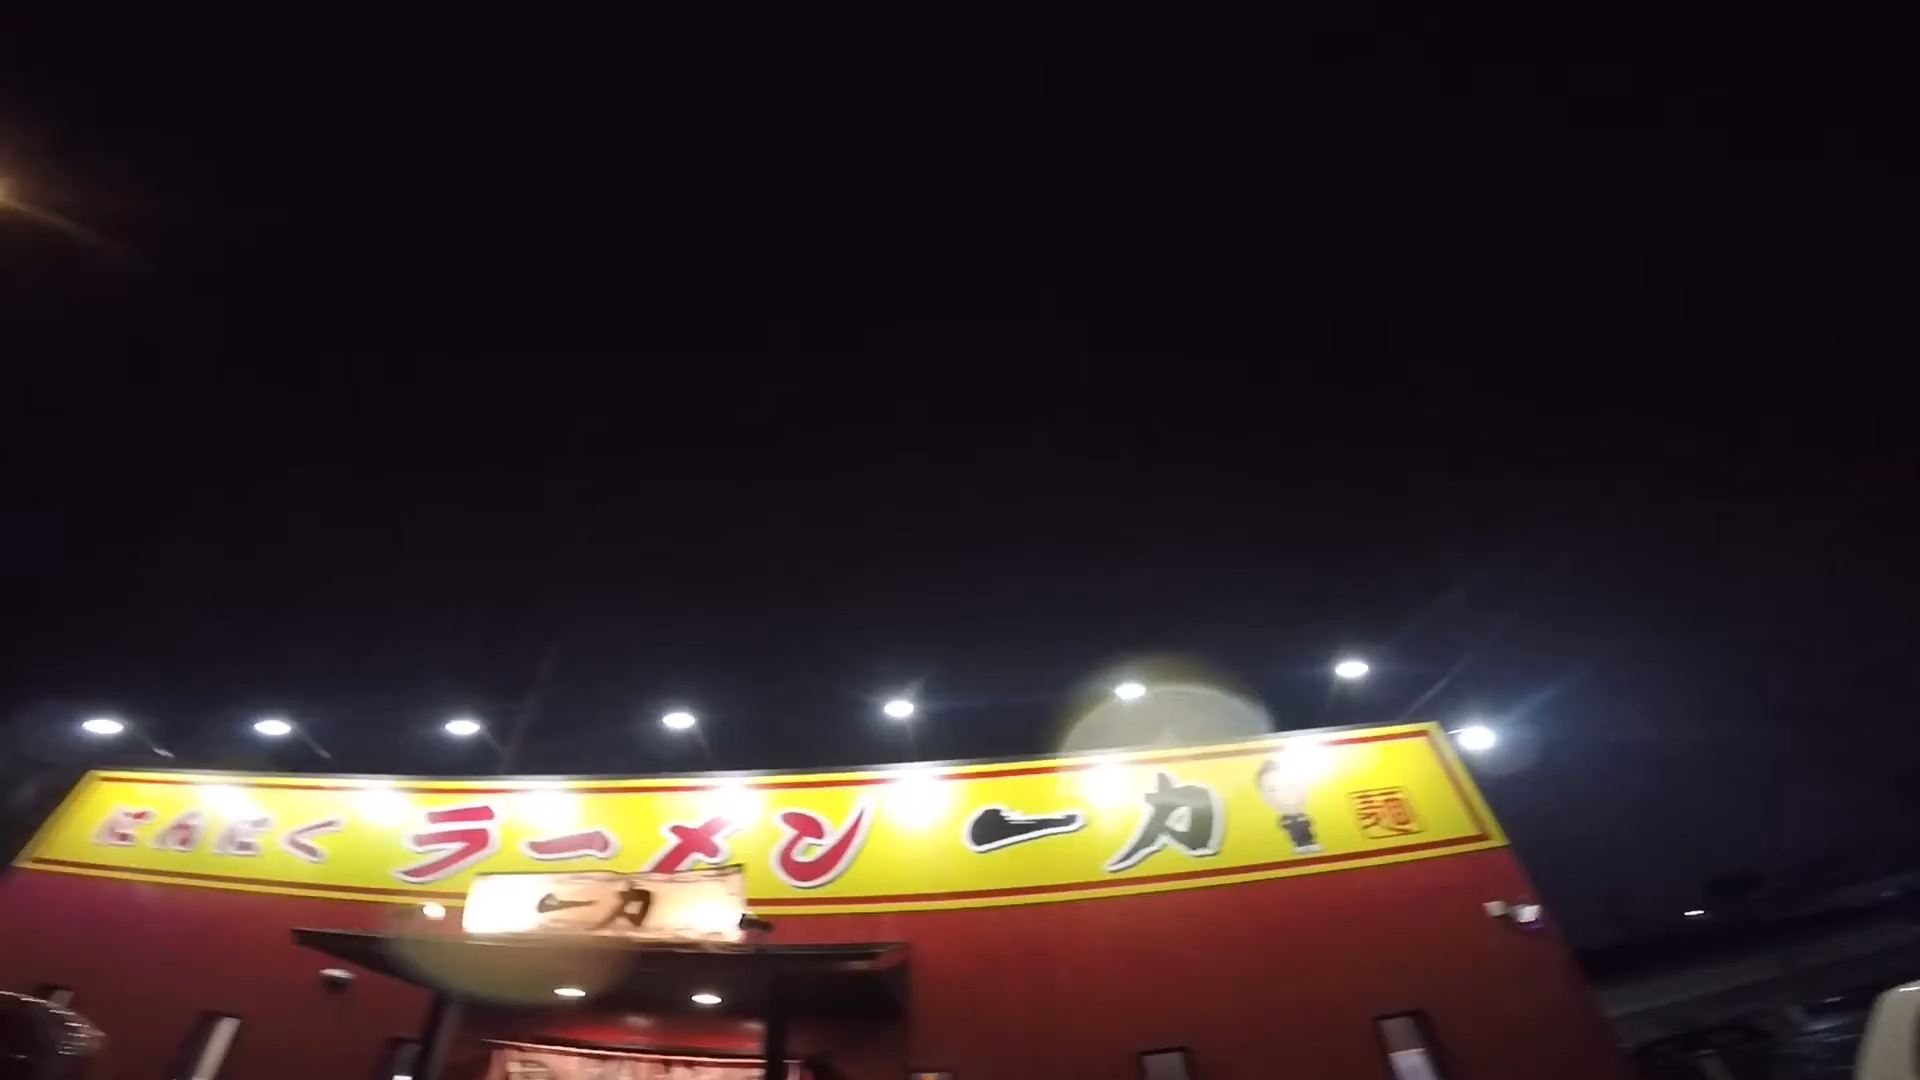 にんにく ラーメン 一力 麺
一力